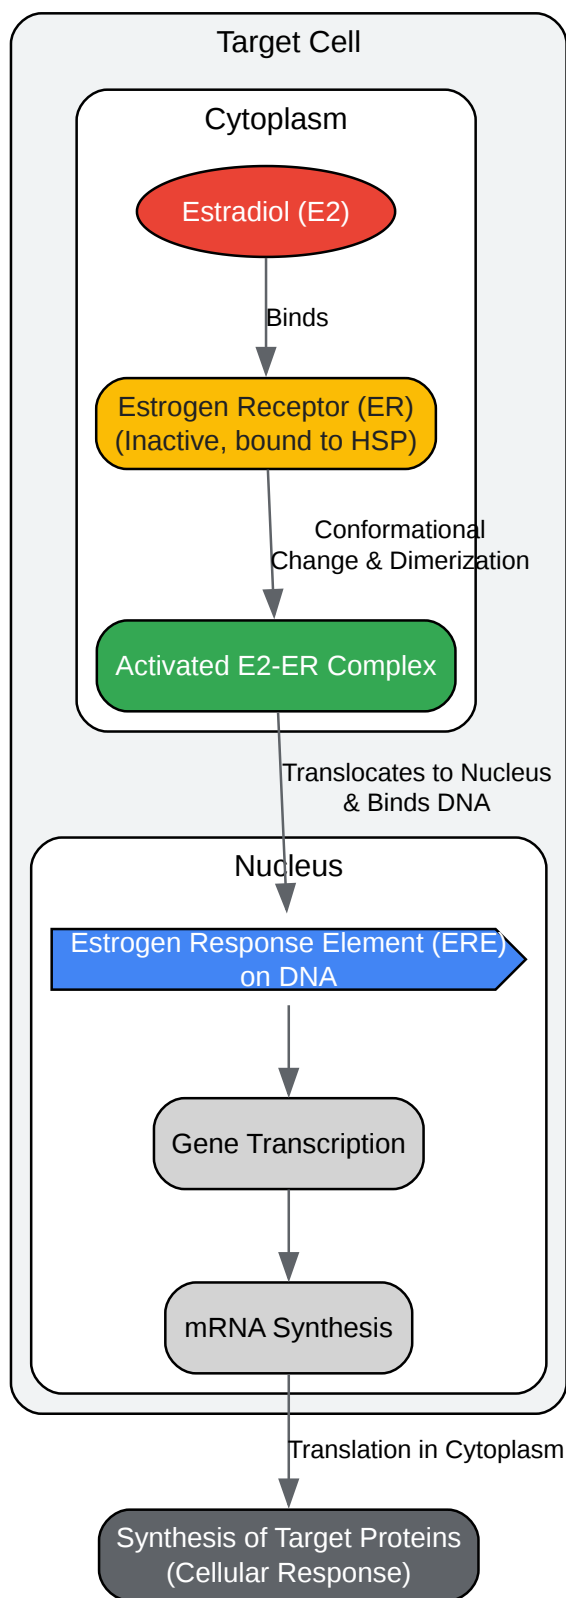 Target Cell
Cytoplasm
Estradiol (E2)
Binds
Estrogen Receptor (ER)
(Inactive, bound to HSP)
Conformational
Change & Dimerization
Activated E2-ER Complex
Translocates to Nucleus
& Binds DNA
Nucleus
Estrogen Response Element (ERE)
on DNA
Gene Transcription
mRNA Synthesis
Translation in Cytoplasm
Synthesis of Target Proteins
(Cellular Response)